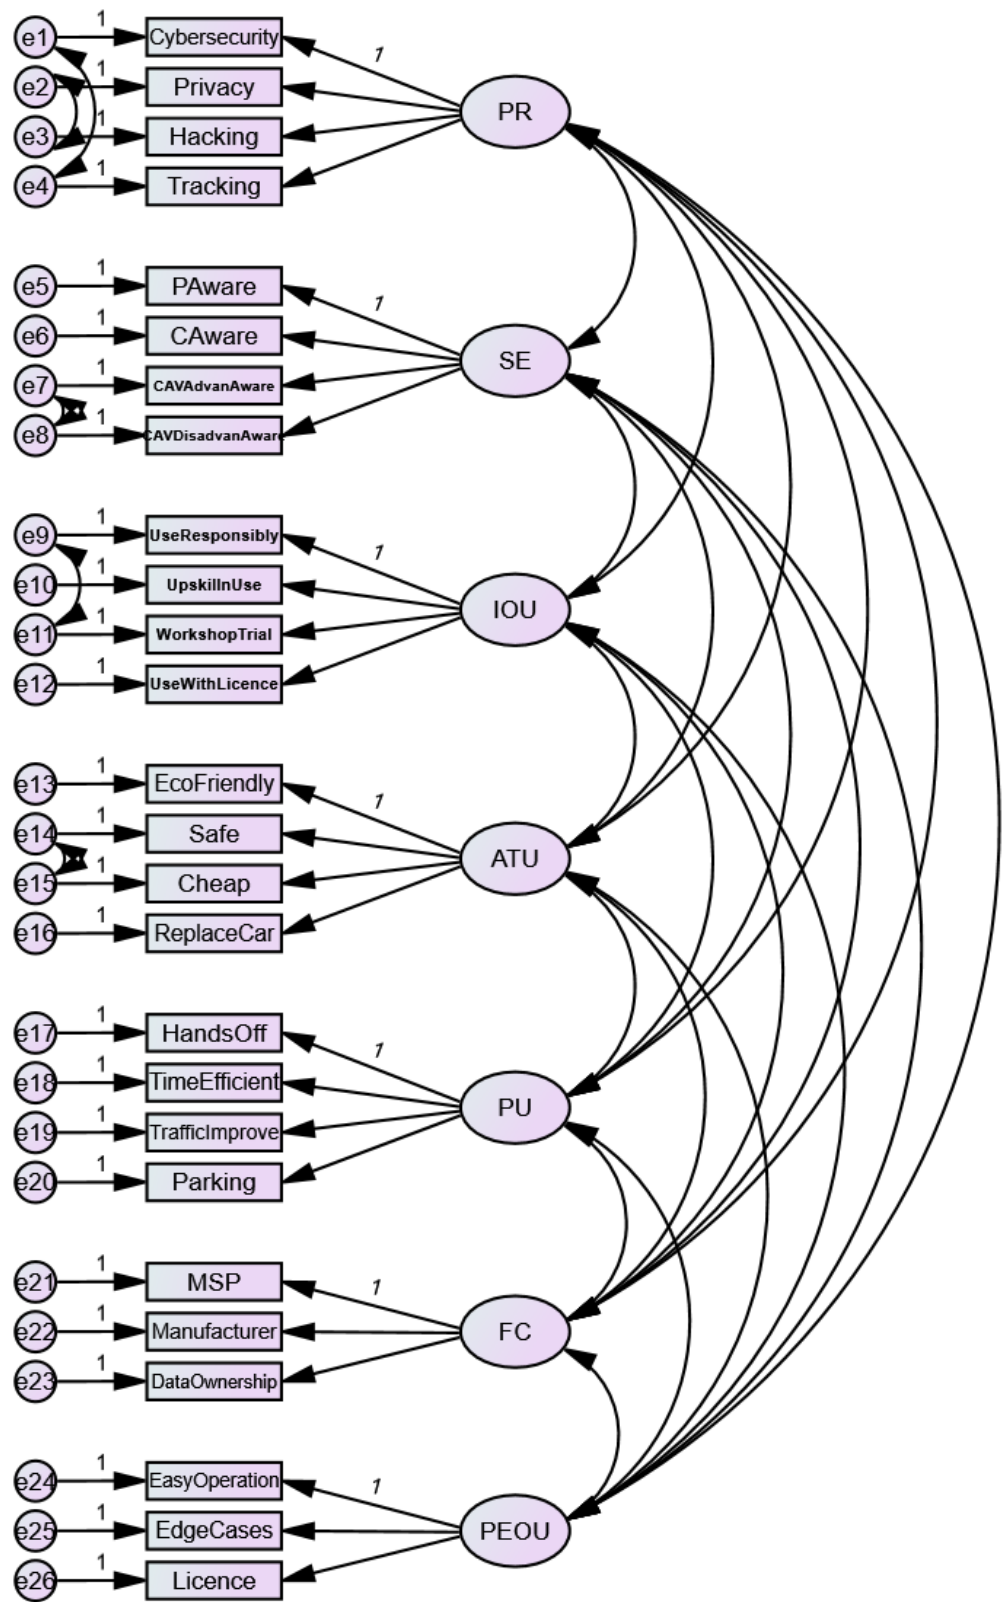 e1 1 Cybersecurity 1
e2 1 Privacy PR
e3 1 Hacking
e4 1 Tracking
e5 1 PAware 1
e6 1 CAware SE
e7 1 CAVAdvanAware
e8 1 CAVDisadvanAware
e9 1 UseResponsibly 1
e10 1 UpskillnUse IOU
e11 1 WorkshopTrial
e12 1 UseWithLicence
e13 1 EcoFriendly 1
e14 1 Safe ATU
e15 1 Cheap
e16 1 ReplaceCar
e17 1 HandsOff 1
e18 1 TimeEfficient PU
e19 1 TrafficImprove
e20 1 Parking
e21 1 MSP 1
e22 1 Manufacturer FC
e23 1 DataOwnership
e24 1 EasyOperation 1
e25 1 EdgeCases PEOU
e26 1 Licence